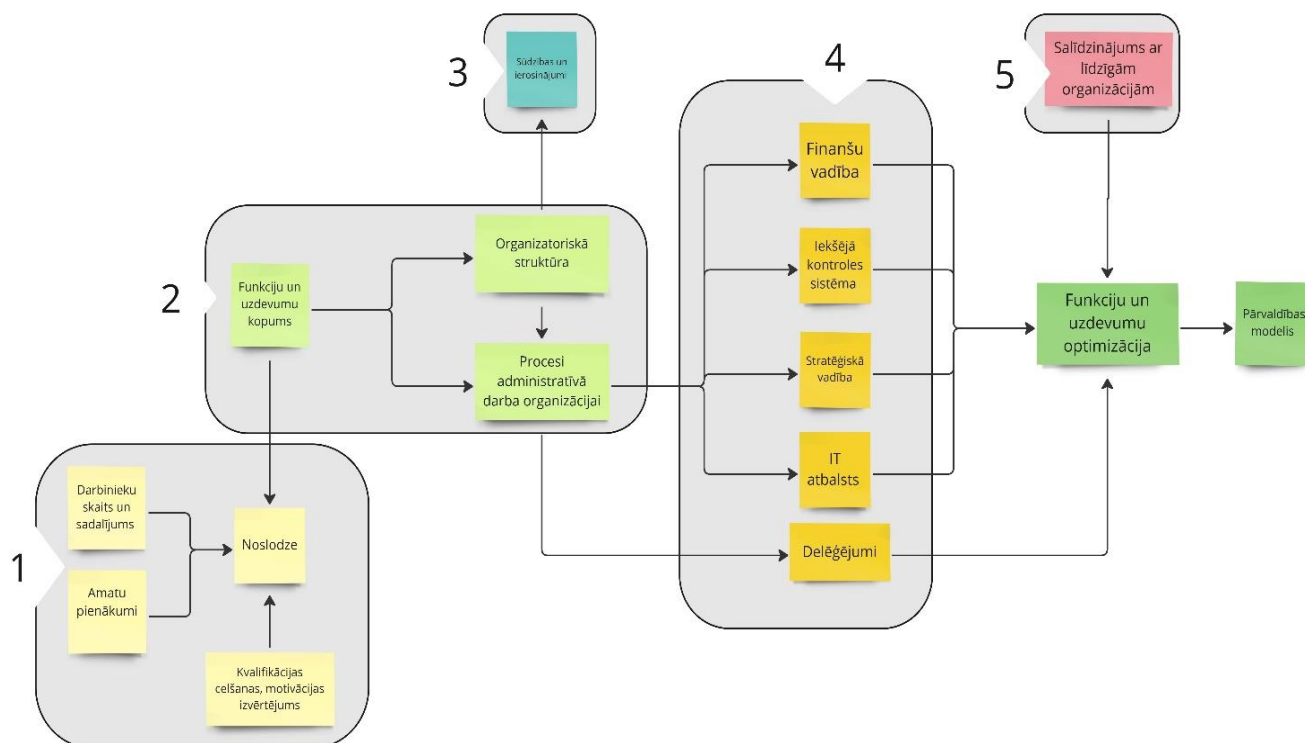 3
Sūdzības un
ierosinājumi
4
5
Salīdzinājums ar
līdzīgām
organizācijām
Finanšu
vadība
2
Funkciju un
uzdevumu
kopums
Organizatoriskā
struktūra
Iekšējā
kontroles
sistēma
Procesi
administratīvā
darba organizācijai
Stratēģiskā
vadība
Funkciju un
uzdevumu
optimizācija
Pārvaldības
modelis
IT
atbalsts
1
Darbinieku
skaits un
sadalījums
Noslodze
Delēģējumi
Amatu
pienākumi
Kvalifikācijas
celšanas, motivācijas
izvērtējums